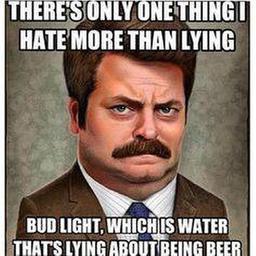 THERE'S ONLY ONE THING I
HATE MORE THAN LYING
BUD LIGHT, WHICH IS WATER
THAT'S LYING ABOUT BEING BEER